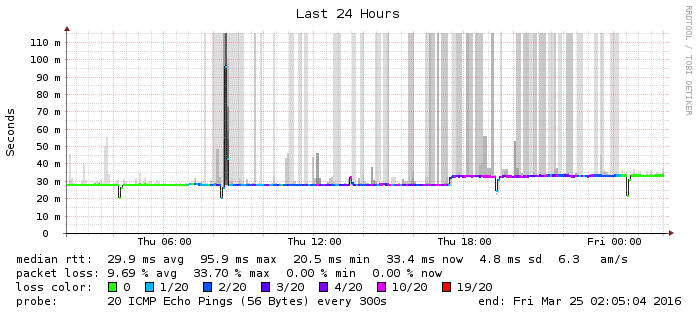 Last 24 Hours
RRDTOOL / TOBI OETIKER
Seconds
110 m
100 m
90 m
80 m
70 m
60 m
50 m
40 m
30 m
20 m
10 m
0
Thu 06:00 Thu 12:00 Thu 18:00 Fri 00:00
median rtt: 29.9 ms avg 95.9 ms max 20.5 ms min 33.4 ms now 4.8 ms sd 6.3 am/s
packet loss: 9.69 % avg 33.70 % max 0.00 % min 0.00 % now
loss color: 0 1/20 2/20 3/20 4/20 10/20 19/20
probe: 20 ICMP Echo Pings (56 Bytes) every 300s end: Fri Mar 25 02:05:04 2016